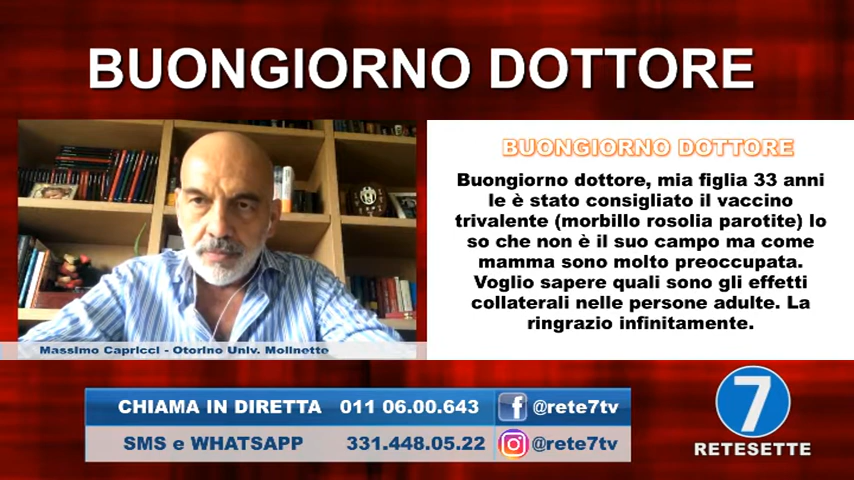 BUONGIORNO DOTTORE
BUONGIORNO DOTTORE
Buongiorno dottore, mia figlia 33 anni
le è stato consigliato il vaccino
trivalente (morbillo rosolia parotite) lo
so che non è il suo campo ma come
mamma sono molto preoccupata.
Voglio sapere quali sono gli effetti
collaterali nelle persone adulte. La
ringrazio infinitamente.
Massimo Capricci - Otorino Univ. Molinette
CHIAMA IN DIRETTA 011 06.00.643 @rete7tv
SMS e WHATSAPP 331.448.05.22 @rete7tv
7
RETESETTE